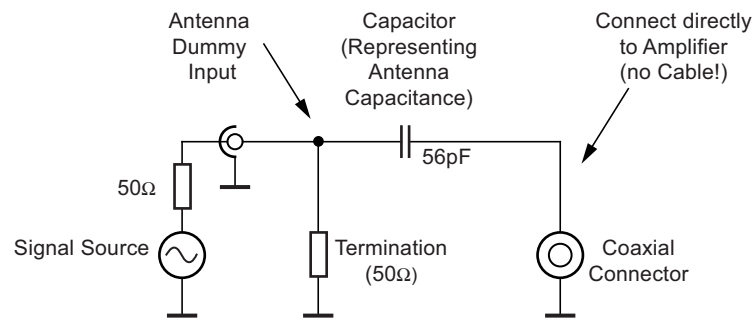 Antenna
Dummy
Input
Capacitor
(Representing
Antenna
Capacitance)
Connect directly
to Amplifier
(no Cable!)
56pF
50Ω
Signal Source
Termination
(50Ω)
Coaxial
Connector